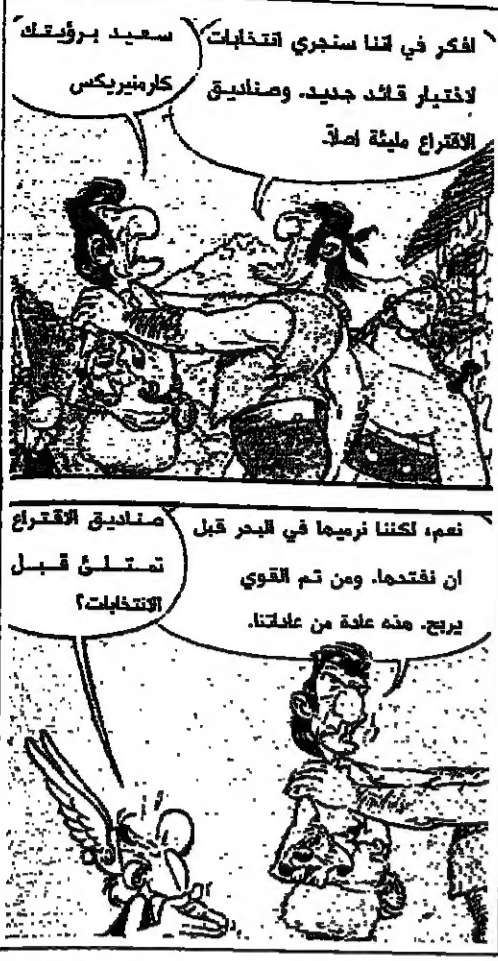 سعيد برؤيتك
كارمنيريكس
افكر في اننا سنجري انتخابات
لاختيار قائد جديد. وصناديق
الاقتراع مليئة اصلاً.
صناديق الاقتراع
تمتلئ قبل
الانتخابات؟
نعم، لكننا نرميها في البحر قبل
ان نفتحها. ومن تم القوي
يربح. هذه عادة من عاداتنا.